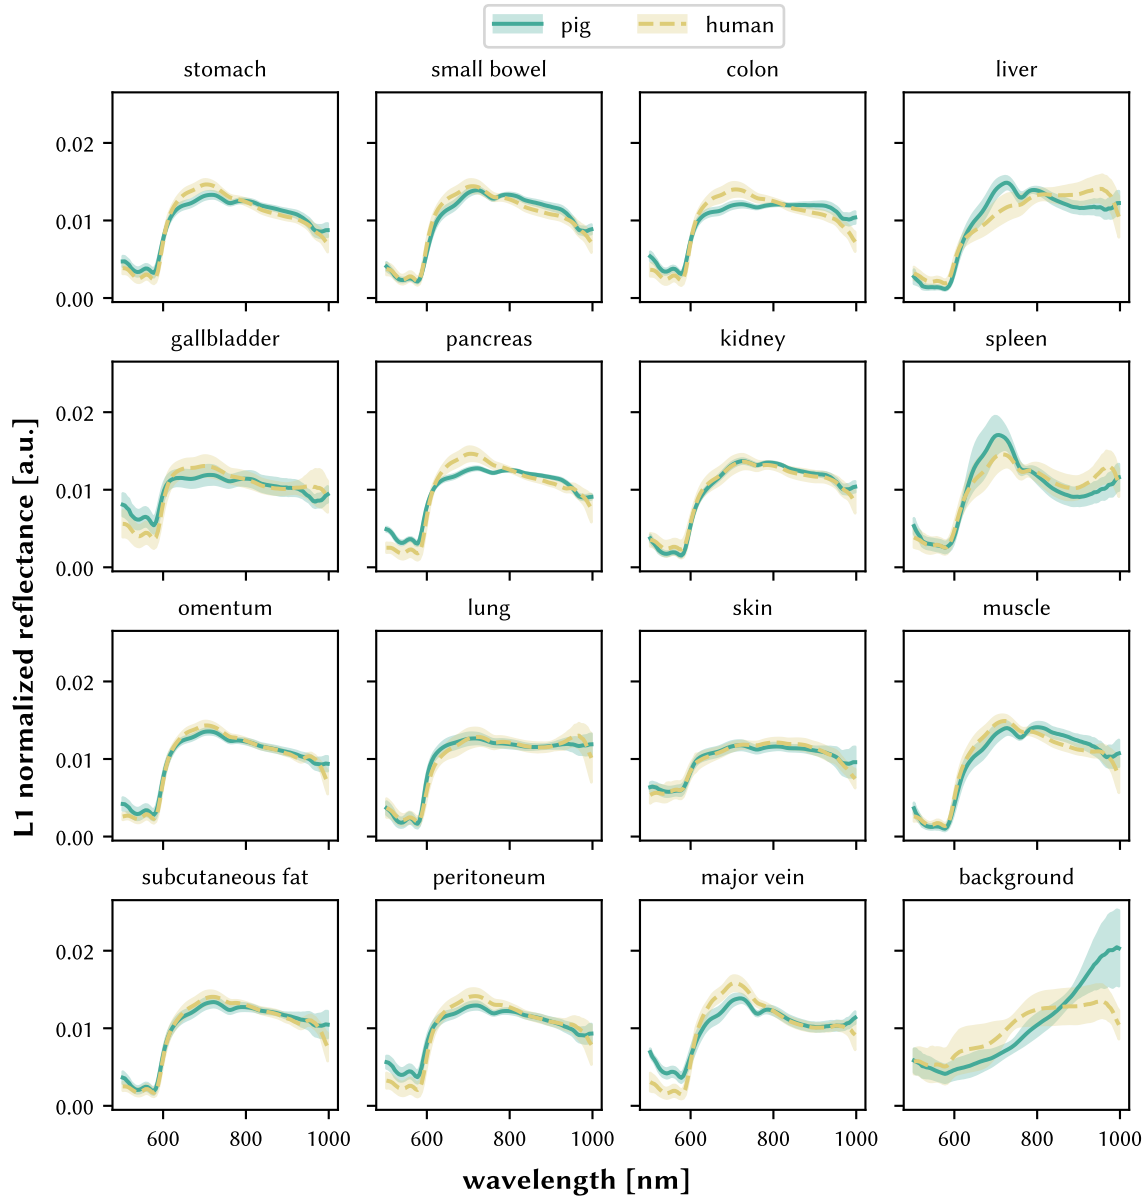 pig human
stomach small bowel colon liver
0.02
0.01
0.00
gallbladder pancreas kidney spleen
0.02
0.01
0.00
omentum lung skin muscle
0.02
0.01
0.00
subcutaneous fat peritoneum major vein background
0.02
0.01
0.00
600 800 1000 600 800 1000 600 800 1000 600 800 1000
wavelength [nm]
L1 normalized reflectance [a.u.]